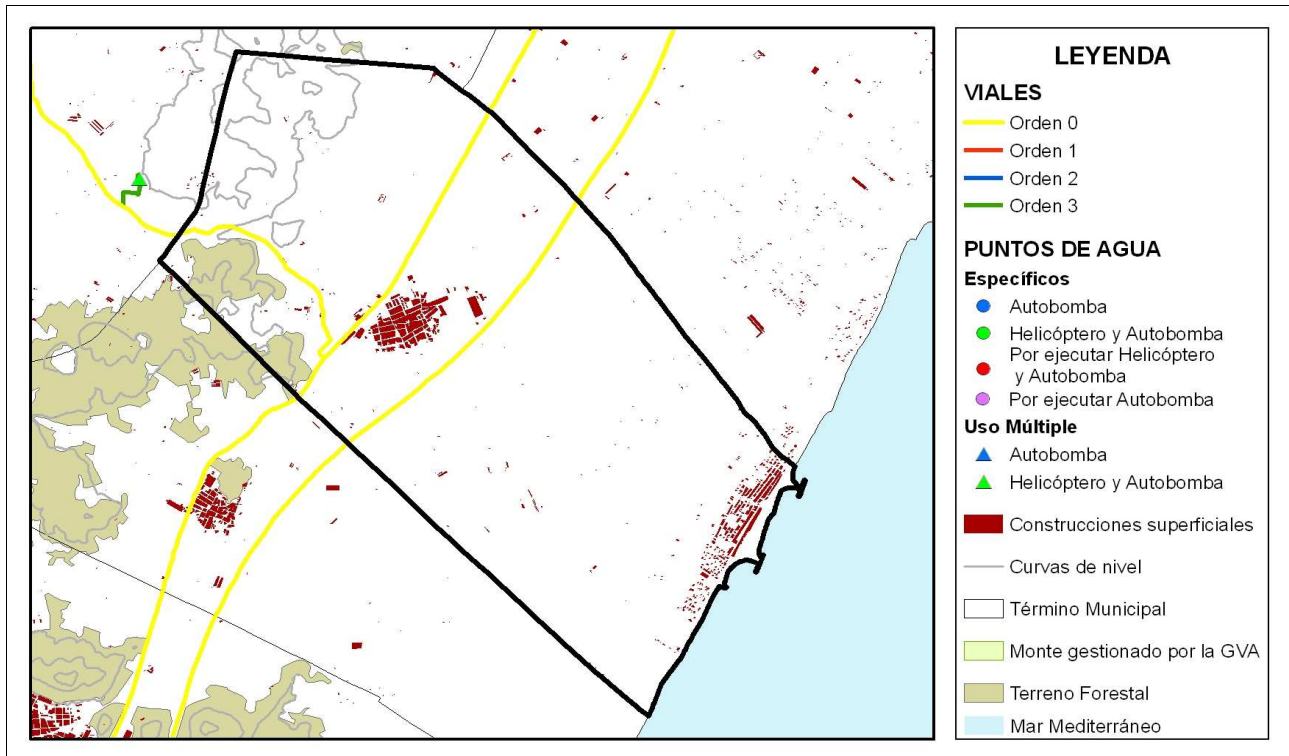 LEYENDA
VIALES
Orden 0
Orden 1
Orden 2
Orden 3
PUNTOS DE AGUA
Específicos
Autobomba
Helicóptero y Autobomba
Por ejecutar Helicóptero
y Autobomba
Por ejecutar Autobomba
Uso Múltiple
Autobomba
Helicóptero y Autobomba
Construcciones superficiales
Curvas de nivel
Término Municipal
Monte gestionado por la GVA
Terreno Forestal
Mar Mediterráneo